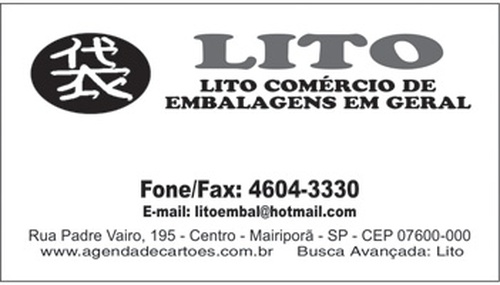 袋
LITO
LITO COMÉRCIO DE
EMBALAGENS EM GERAL
Fone/Fax: 4604-3330
E-mail: litoembal@hotmail.com
Rua Padre Vairo, 195 - Centro - Mairiporã - SP - CEP 07600-000
www.agendadecartoes.com.br Busca Avançada: Lito